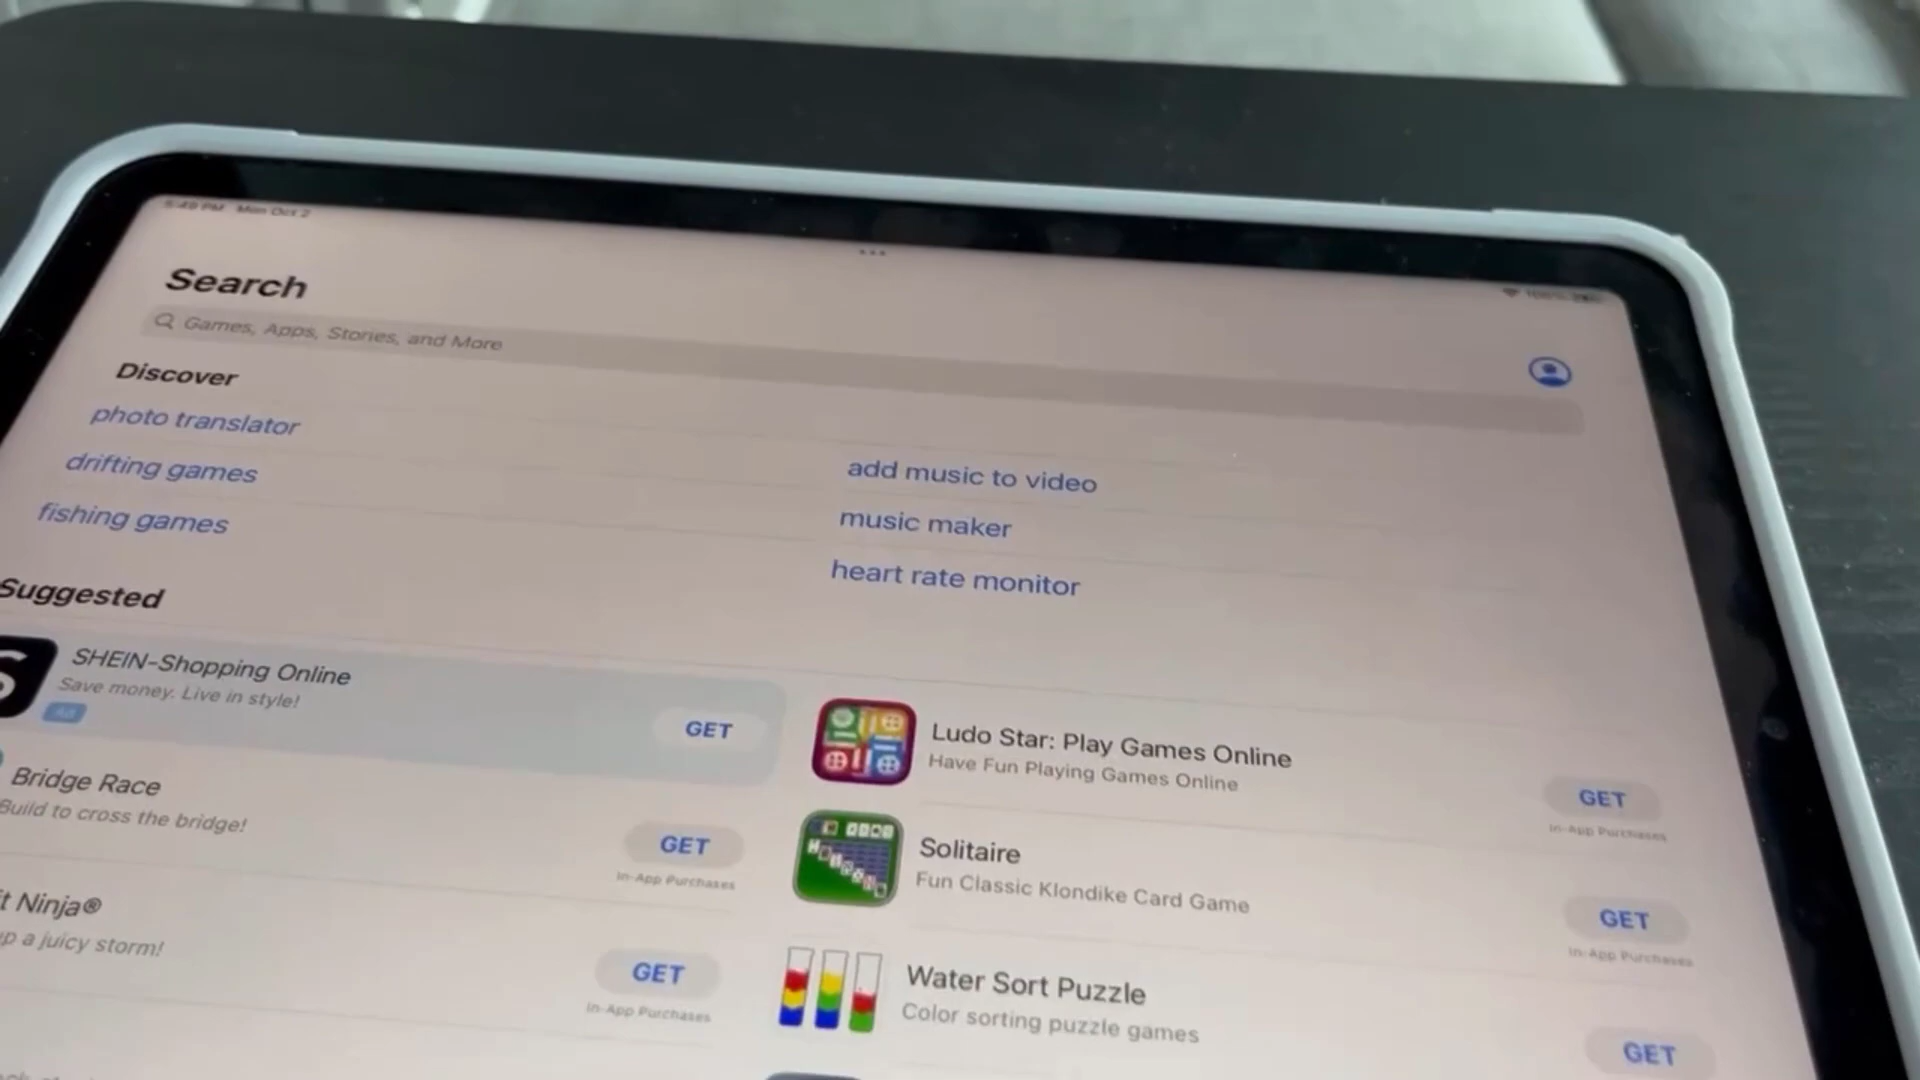 5:49 PM Mon Oct 2
100%
Search
Games, Apps, Stories, and More
Discover
photo translator
drifting games
fishing games
add music to video
music maker
heart rate monitor
Suggested
SHEIN-Shopping Online
Save money. Live in style!
Ad
GET
Bridge Race
Build to cross the bridge!
GET
In-App Purchases
t Ninja®
p a juicy storm!
GET
In-App Purchases
Ludo Star: Play Games Online
Have Fun Playing Games Online
GET
In-App Purchases
Solitaire
Fun Classic Klondike Card Game
GET
In-App Purchases
Water Sort Puzzle
Color sorting puzzle games
GET